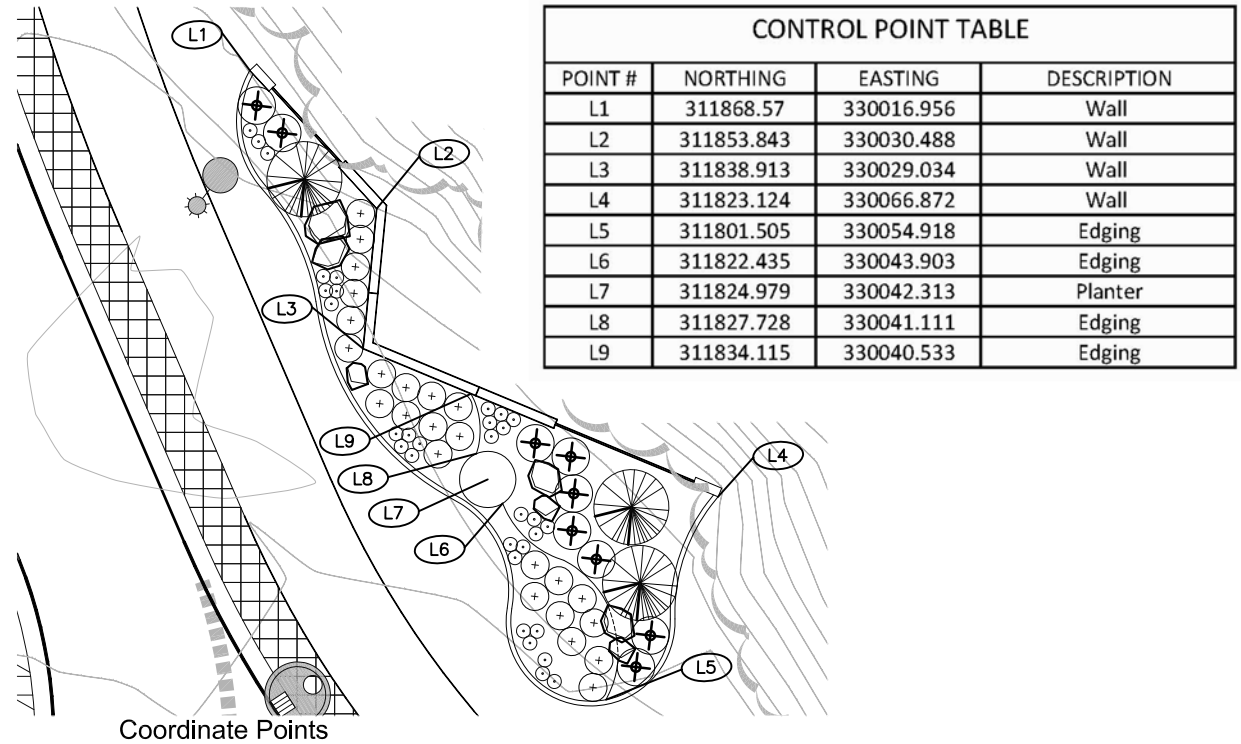 CONTROL POINT TABLE
POINT # NORTHING EASTING DESCRIPTION
L1 311868.57 330016.956 Wall
L2 311853.843 330030.488 Wall
L3 311838.913 330029.034 Wall
L4 311823.124 330066.872 Wall
L5 311801.505 330054.918 Edging
L6 311822.435 330043.903 Edging
L7 311824.979 330042.313 Planter
L8 311827.728 330041.111 Edging
L9 311834.115 330040.533 Edging
L1
L2
L3
L9
L4
L8
L7
L6
L5
Coordinate Points